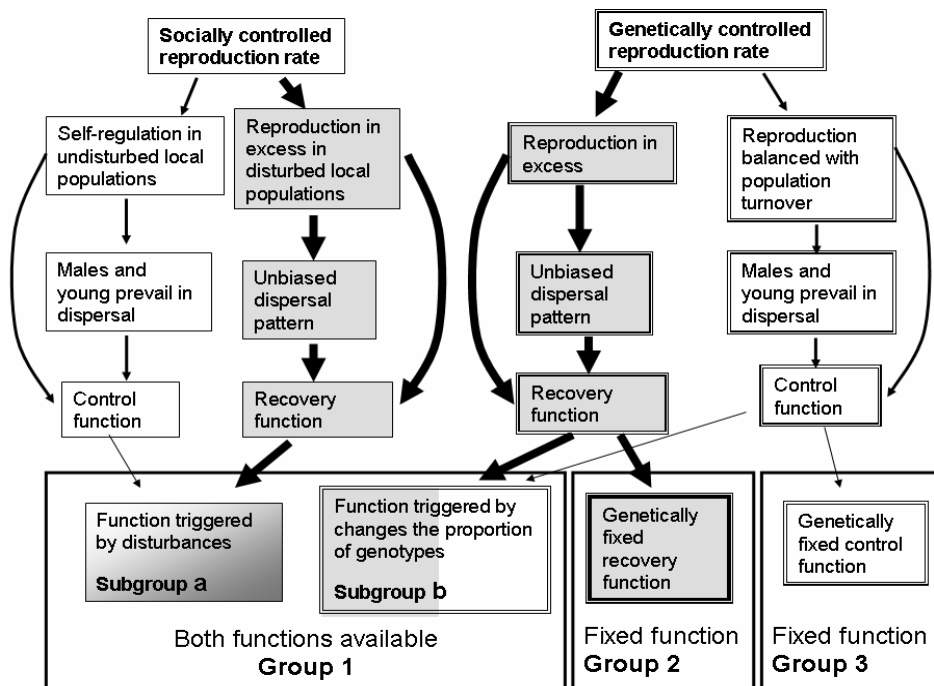 Socially controlled
reproduction rate
Genetically controlled
reproduction rate
Self-regulation in
undisturbed local
populations
Reproduction in
excess in
disturbed local
populations
Reproduction in
excess
Reproduction
balanced with
population
turnover
Males and
young prevail in
dispersal
Unbiased
dispersal
pattern
Unbiased
dispersal
pattern
Males and
young prevail in
dispersal
Control
function
Recovery
function
Recovery
function
Control
function
Function triggered
by disturbances
Subgroup a
Function triggered by
changes the proportion
of genotypes
Subgroup b
Genetically
fixed
recovery
function
Genetically
fixed control
function
Both functions available
Group 1
Fixed function
Group 2
Fixed function
Group 3